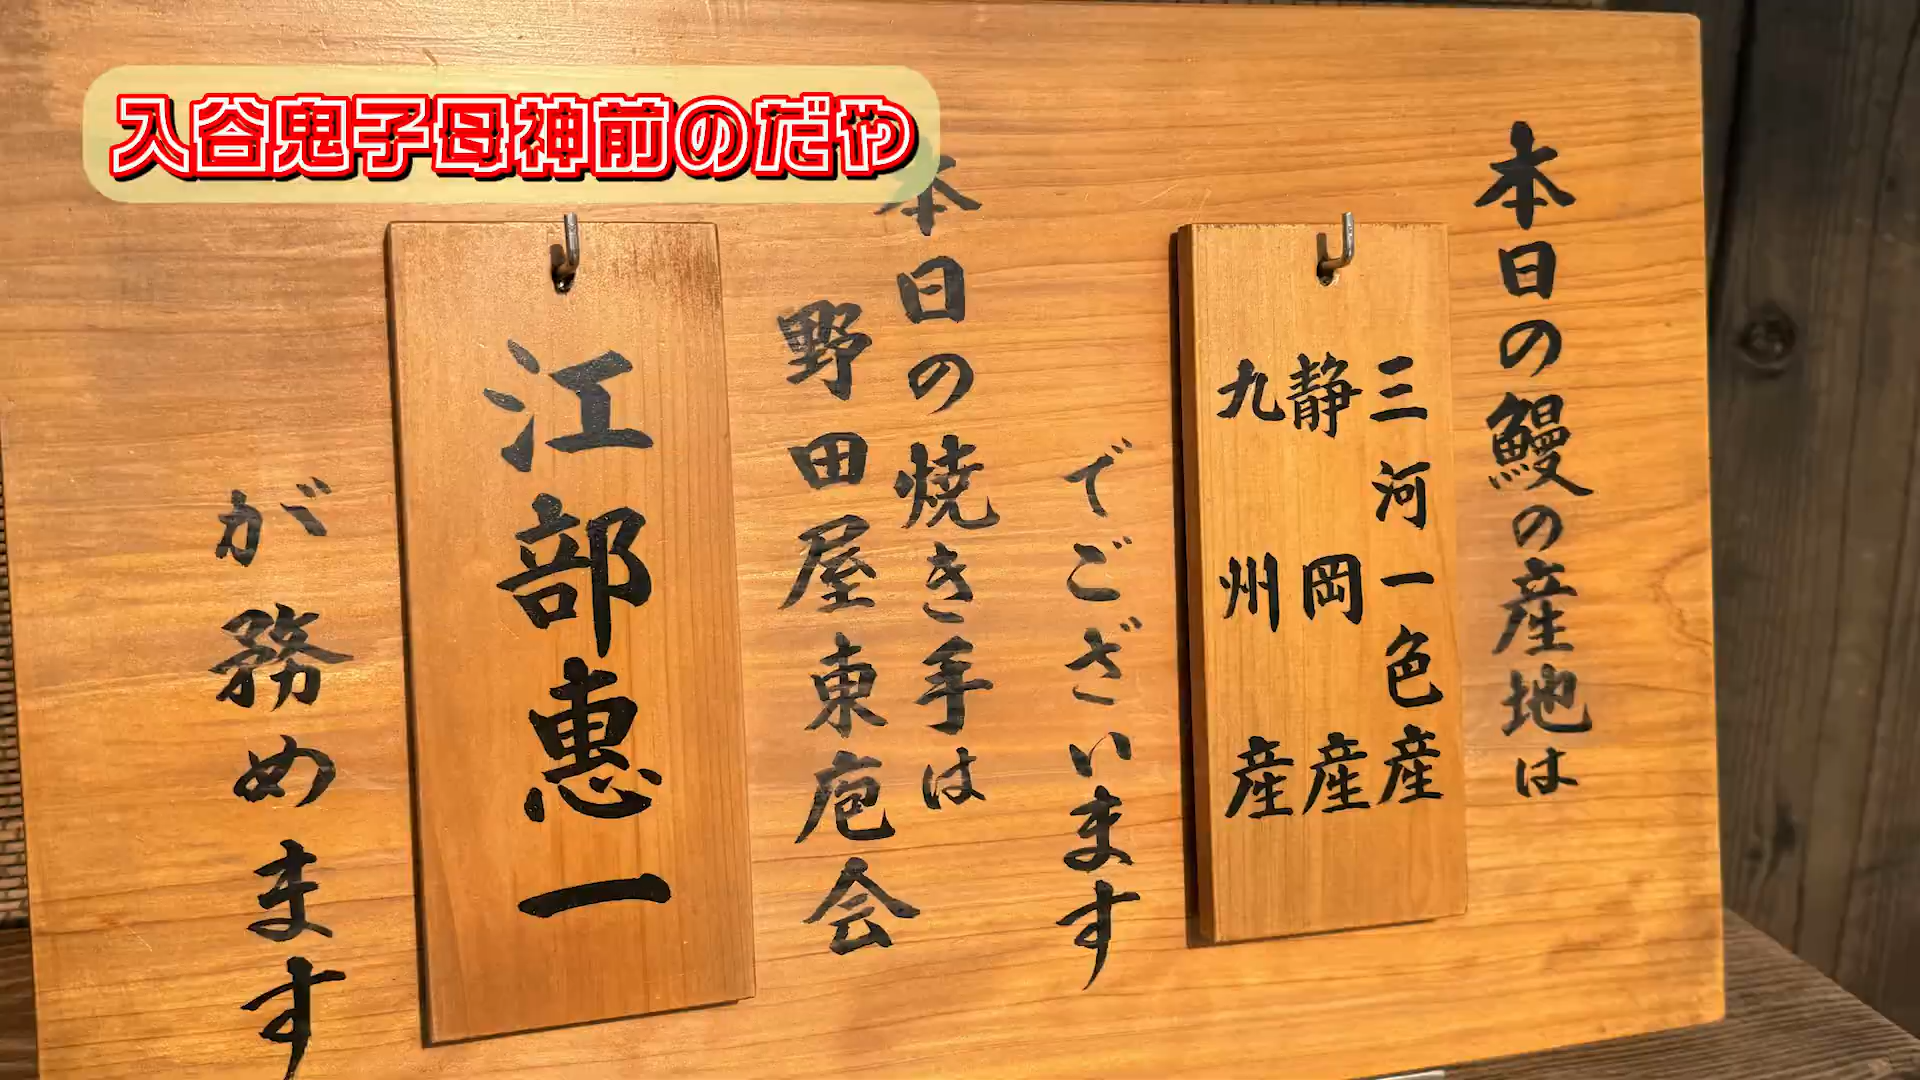 入谷鬼子母神前のだや
本日の鰻の産地は
三河一色産
静岡産
九州産
でございます
本日の焼き手は
野田屋東庖会
江部恵一
が務めます